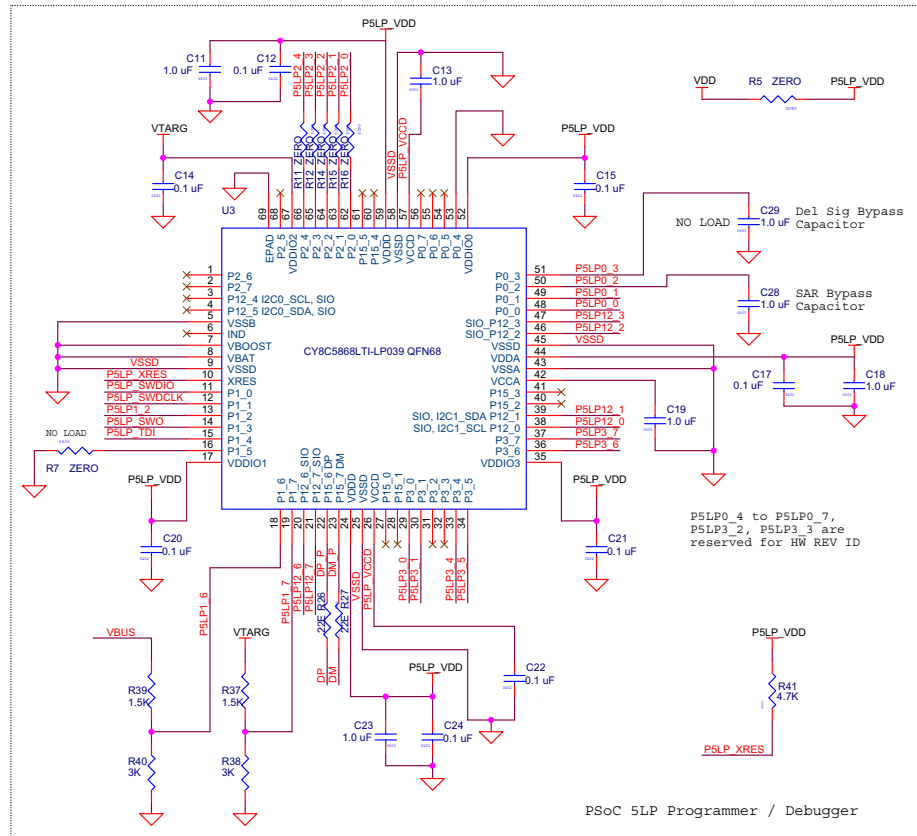 P5LP_VDD
C11
1.0 uF
C12
0.1 uF
P5LP2_4
P5LP2_3
P5LP2_2
P5LP2_1
P5LP2_0
C13
1.0 uF
VDD
R5 ZERO
P5LP_VDD
VTARG
C14
0.1 uF
R11 ZERO
R12 ZERO
R14 ZERO
R15 ZERO
R16 ZERO
VSSD
P5LP_VCCD
P5LP_VDD
C15
0.1 uF
U3
69
68
67
66
65
64
63
62
61
60
59
58
57
56
55
54
53
52
EPAD
P2_5
VDDIO2
P2_4
P2_3
P2_2
P2_1
P2_0
P15_5
P15_4
VDDD
VSSD
VCCD
P0_7
P0_6
P0_5
P0_4
VDDIO0
NO LOAD
C29
1.0 uF
Del Sig Bypass
Capacitor
C28
1.0 uF
SAR Bypass
Capacitor
1 P2_6
2 P2_7
3 P12_4 I2C0_SCL, SIO
4 P12_5 I2C0_SDA, SIO
5 VSSB
6 IND
7 VBOOST
8 VBAT
VSSD 9 VSSD
P5LP_XRES 10 XRES
P5LP_SWDIO 11 P1_0
P5LP_SWDCLK 12 P1_1
P5LP1_2 13 P1_2
P5LP_SWO 14 P1_3
P5LP_TDI 15 P1_4
16 P1_5
17 VDDIO1
CY8C5868LTI-LP039 QFN68
P0_3 51 P5LP0_3
P0_2 50 P5LP0_2
P0_1 49 P5LP0_1
P0_0 48 P5LP0_0
SIO_P12_3 47 P5LP12_3
SIO_P12_2 46 P5LP12_2
VSSD 45 VSSD
VDDA 44
VSSA 43
VCCA 42
P15_3 41
P15_2 40
SIO, I2C1_SDA P12_1 39 P5LP12_1
SIO, I2C1_SCL P12_0 38 P5LP12_0
P3_7 37 P5LP3_7
P3_6 36 P5LP3_6
VDDIO3 35
P5LP_VDD
C17
0.1 uF
C18
1.0 uF
C19
1.0 uF
NO LOAD
R7 ZERO
P5LP_VDD
C20
0.1 uF
P1_6
P1_7
P12_6_SIO
P12_7_SIO
P15_6 DP
P15_7 DM
VDDD
VSSD
VCCD
P15_0
P15_1
P3_0
P3_1
P3_2
P3_3
P3_4
P3_5
18
19
20
21
22
23
24
25
26
27
28
29
30
31
32
33
34
P5LP_VDD
C21
0.1 uF
P5LP0_4 to P5LP0_7,
P5LP3_2, P5LP3_3 are
reserved for HW REV ID
P5LP1_6
P5LP1_7
P5LP12_6
P5LP12_7
DP_P
DM_P
22E R26
22E R27
DP
DM
VSSD
P5LP_VCCD
P5LP3_0
P5LP3_1
P5LP3_4
P5LP3_5
VBUS
VTARG
R39
1.5K
R37
1.5K
R40
3K
R38
3K
P5LP_VDD
C22
0.1 uF
C23
1.0 uF
C24
0.1 uF
P5LP_VDD
R41
4.7K
P5LP_XRES
PSoC 5LP Programmer / Debugger